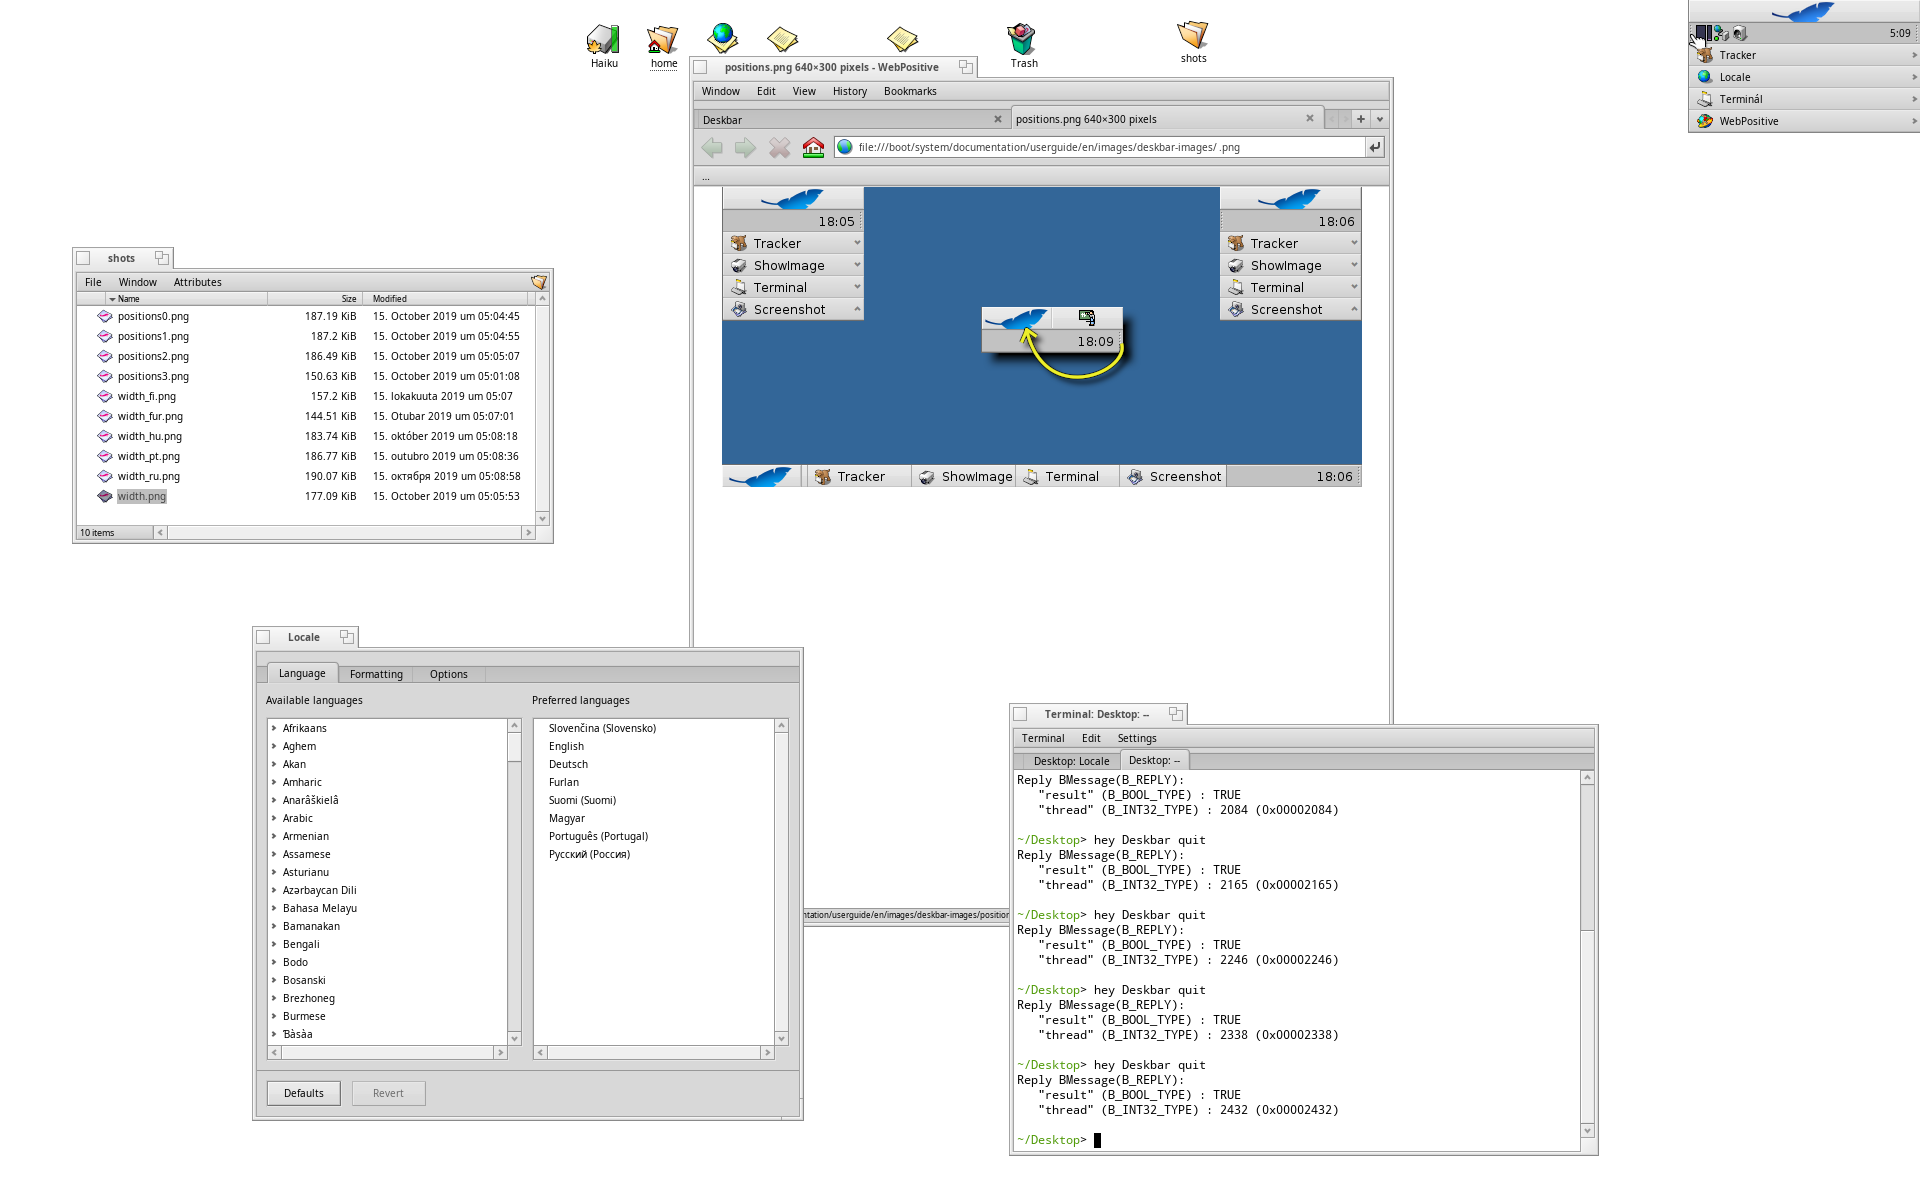 Haiku
home
Trash
shots
5:09
Tracker
Locale
Terminál
WebPositive
positions.png 640×300 pixels - WebPositive
Window Edit View History Bookmarks
Deskbar
positions.png 640×300 pixels
file:///boot/system/documentation/userguide/en/images/deskbar-images/ .png
...
18:05
Tracker
ShowImage
Terminal
Screenshot
18:06
Tracker
ShowImage
Terminal
Screenshot
18:09
Tracker ShowImage Terminal Screenshot 18:06
shots
File Window Attributes
Name Size Modified
positions0.png 187.19 KiB 15. October 2019 um 05:04:45
positions1.png 187.2 KiB 15. October 2019 um 05:04:55
positions2.png 186.49 KiB 15. October 2019 um 05:05:07
positions3.png 150.63 KiB 15. October 2019 um 05:01:08
width_fi.png 157.2 KiB 15. lokakuuta 2019 um 05:07
width_fur.png 144.51 KiB 15. Otubar 2019 um 05:07:01
width_hu.png 183.74 KiB 15. október 2019 um 05:08:18
width_pt.png 186.77 KiB 15. outubro 2019 um 05:08:36
width_ru.png 190.07 KiB 15. октября 2019 um 05:08:58
width.png 177.09 KiB 15. October 2019 um 05:05:53
10 items
Locale
Language Formatting Options
Available languages
Afrikaans
Aghem
Akan
Amharic
Anarâškielâ
Arabic
Armenian
Assamese
Asturianu
Azərbaycan Dili
Bahasa Melayu
Bamanakan
Bengali
Bodo
Bosanski
Brezhoneg
Burmese
Ɓàsàa
Preferred languages
Slovenčina (Slovensko)
English
Deutsch
Furlan
Suomi (Suomi)
Magyar
Português (Portugal)
Русский (Россия)
Defaults Revert
ntation/userguide/en/images/deskbar-images/position
Terminal: Desktop: --
Terminal Edit Settings
Desktop: Locale Desktop: --
Reply BMessage(B_REPLY):
"result" (B_BOOL_TYPE) : TRUE
"thread" (B_INT32_TYPE) : 2084 (0x00002084)
~/Desktop> hey Deskbar quit
Reply BMessage(B_REPLY):
"result" (B_BOOL_TYPE) : TRUE
"thread" (B_INT32_TYPE) : 2165 (0x00002165)
~/Desktop> hey Deskbar quit
Reply BMessage(B_REPLY):
"result" (B_BOOL_TYPE) : TRUE
"thread" (B_INT32_TYPE) : 2246 (0x00002246)
~/Desktop> hey Deskbar quit
Reply BMessage(B_REPLY):
"result" (B_BOOL_TYPE) : TRUE
"thread" (B_INT32_TYPE) : 2338 (0x00002338)
~/Desktop> hey Deskbar quit
Reply BMessage(B_REPLY):
"result" (B_BOOL_TYPE) : TRUE
"thread" (B_INT32_TYPE) : 2432 (0x00002432)
~/Desktop>